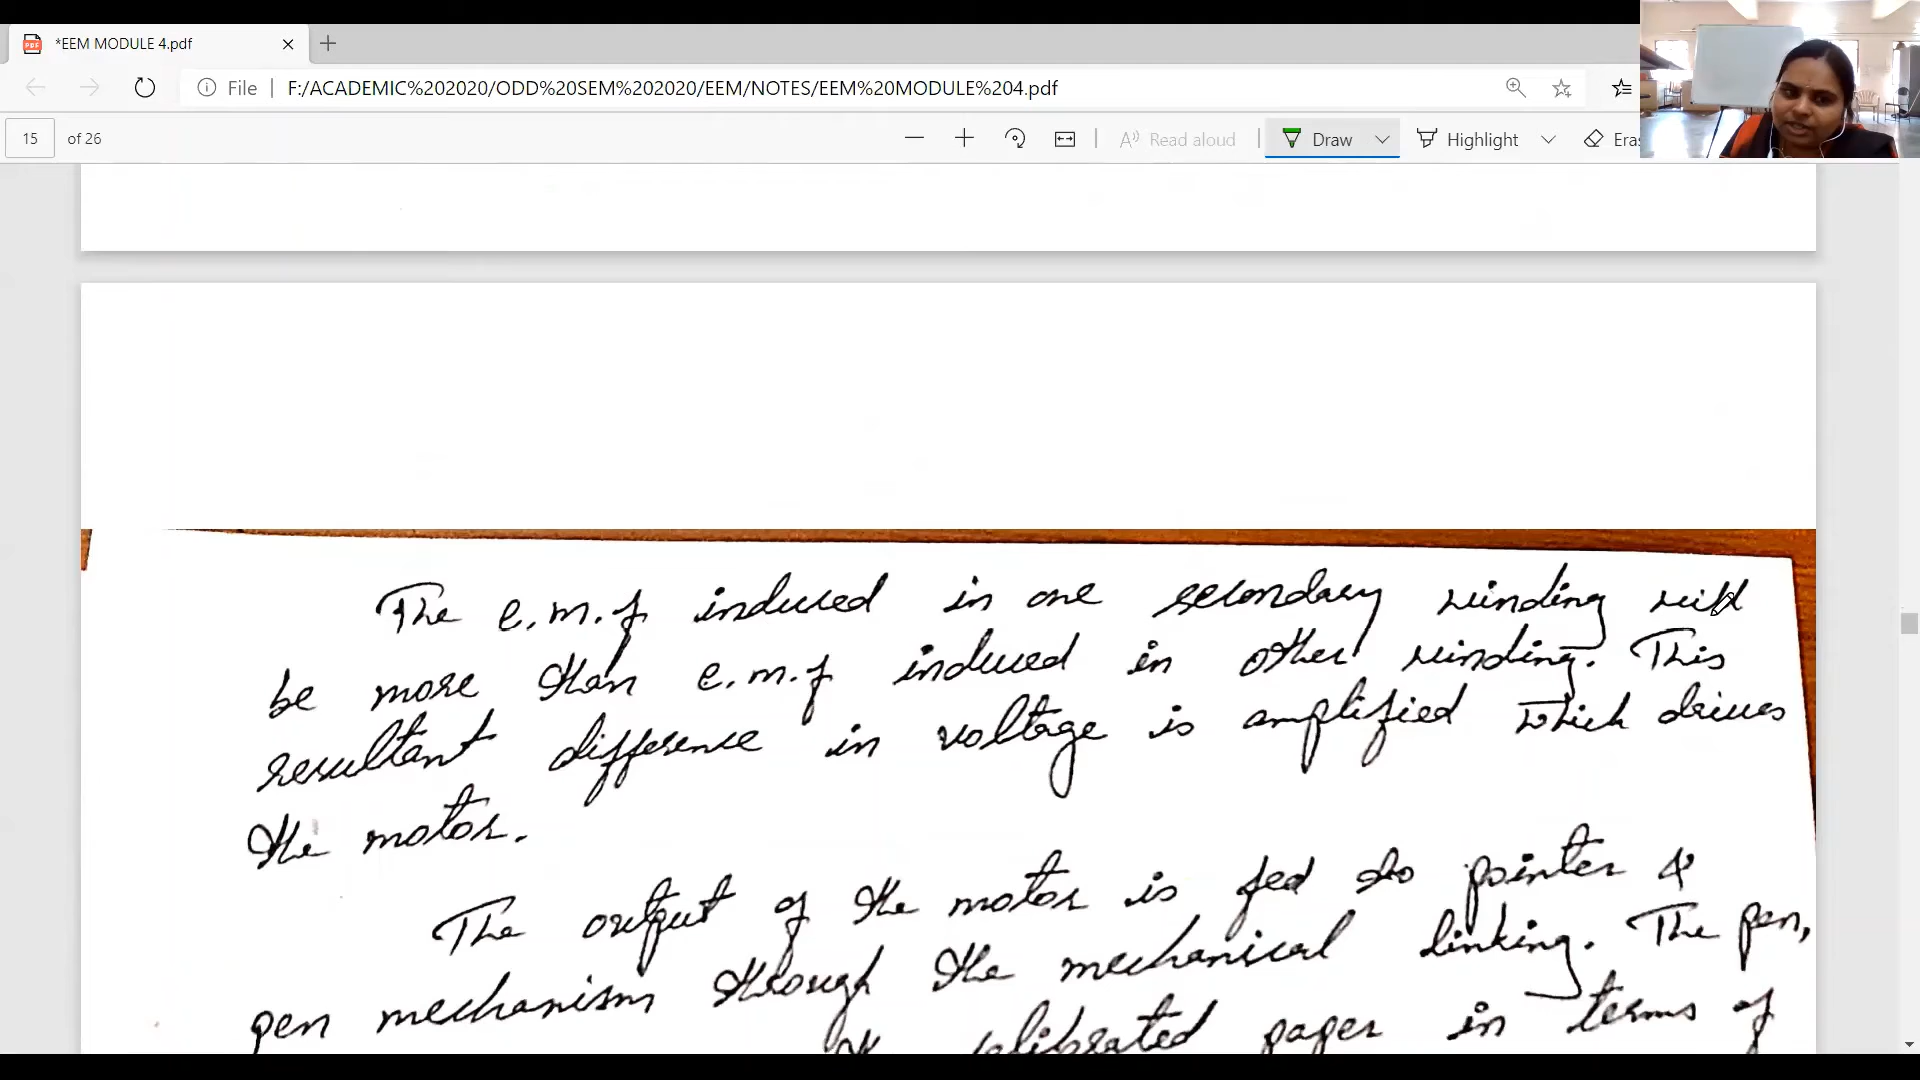 *EEM MODULE 4.pdf
File F:/ACADEMIC%202020/ODD%20SEM%202020/EEM/NOTES/EEM%20MODULE%204.pdf
15 of 26 Read aloud Draw Highlight Eras
The e.m.f induced in one secondary winding will
be more than e.m.f induced in other winding. This
resultant difference in voltage is amplified which drives
the motor.
The output of the motor is fed to pointer &
pen mechanism through the mechanical linking. The pen,
calibrated paper in terms of